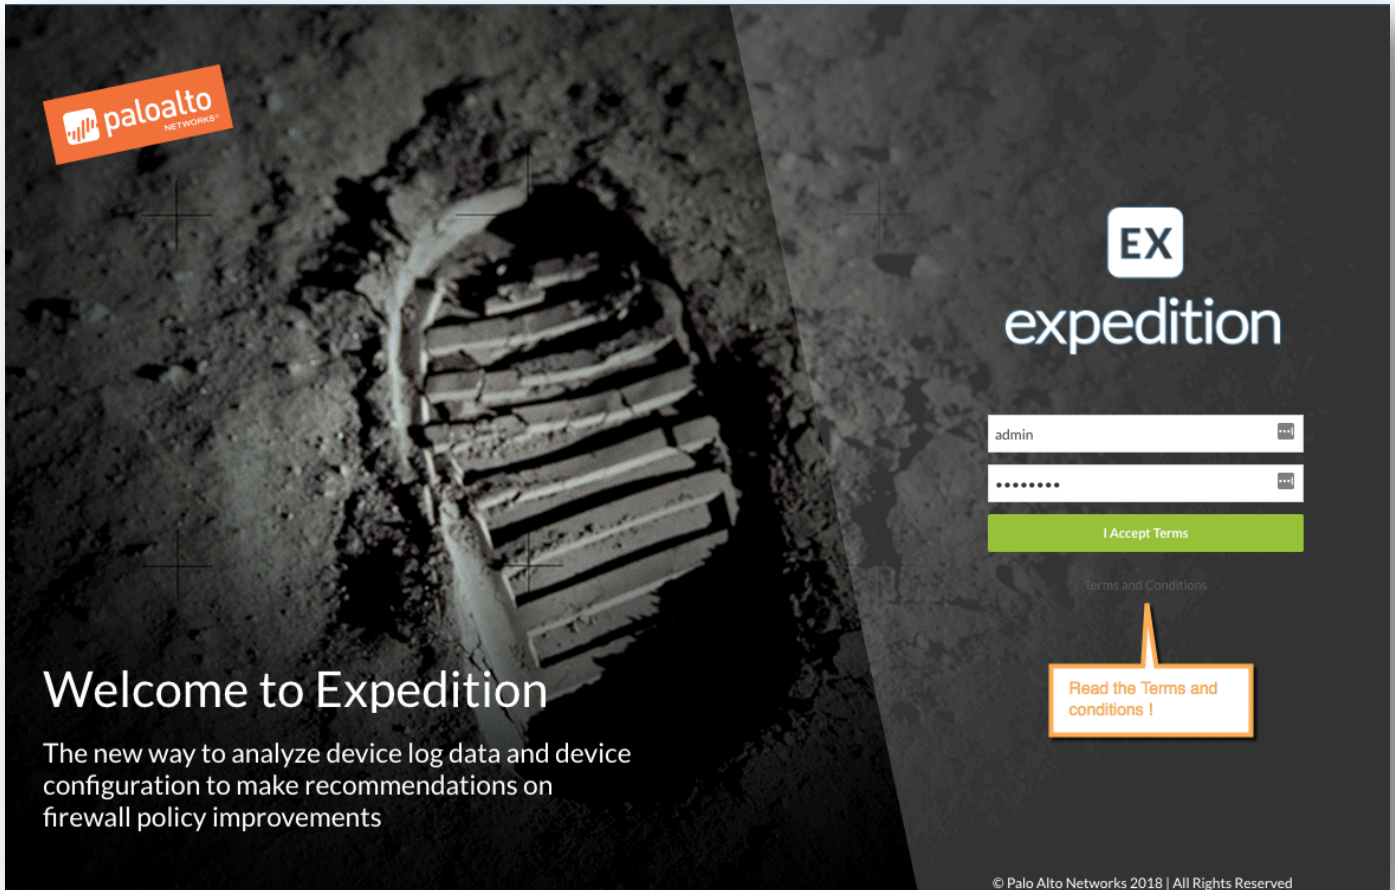 paloalto
NETWORKS®
EX
expedition
admin
I Accept Terms
Terms and Conditions
Read the Terms and
conditions !
Welcome to Expedition
The new way to analyze device log data and device
configuration to make recommendations on
firewall policy improvements
© Palo Alto Networks 2018 | All Rights Reserved